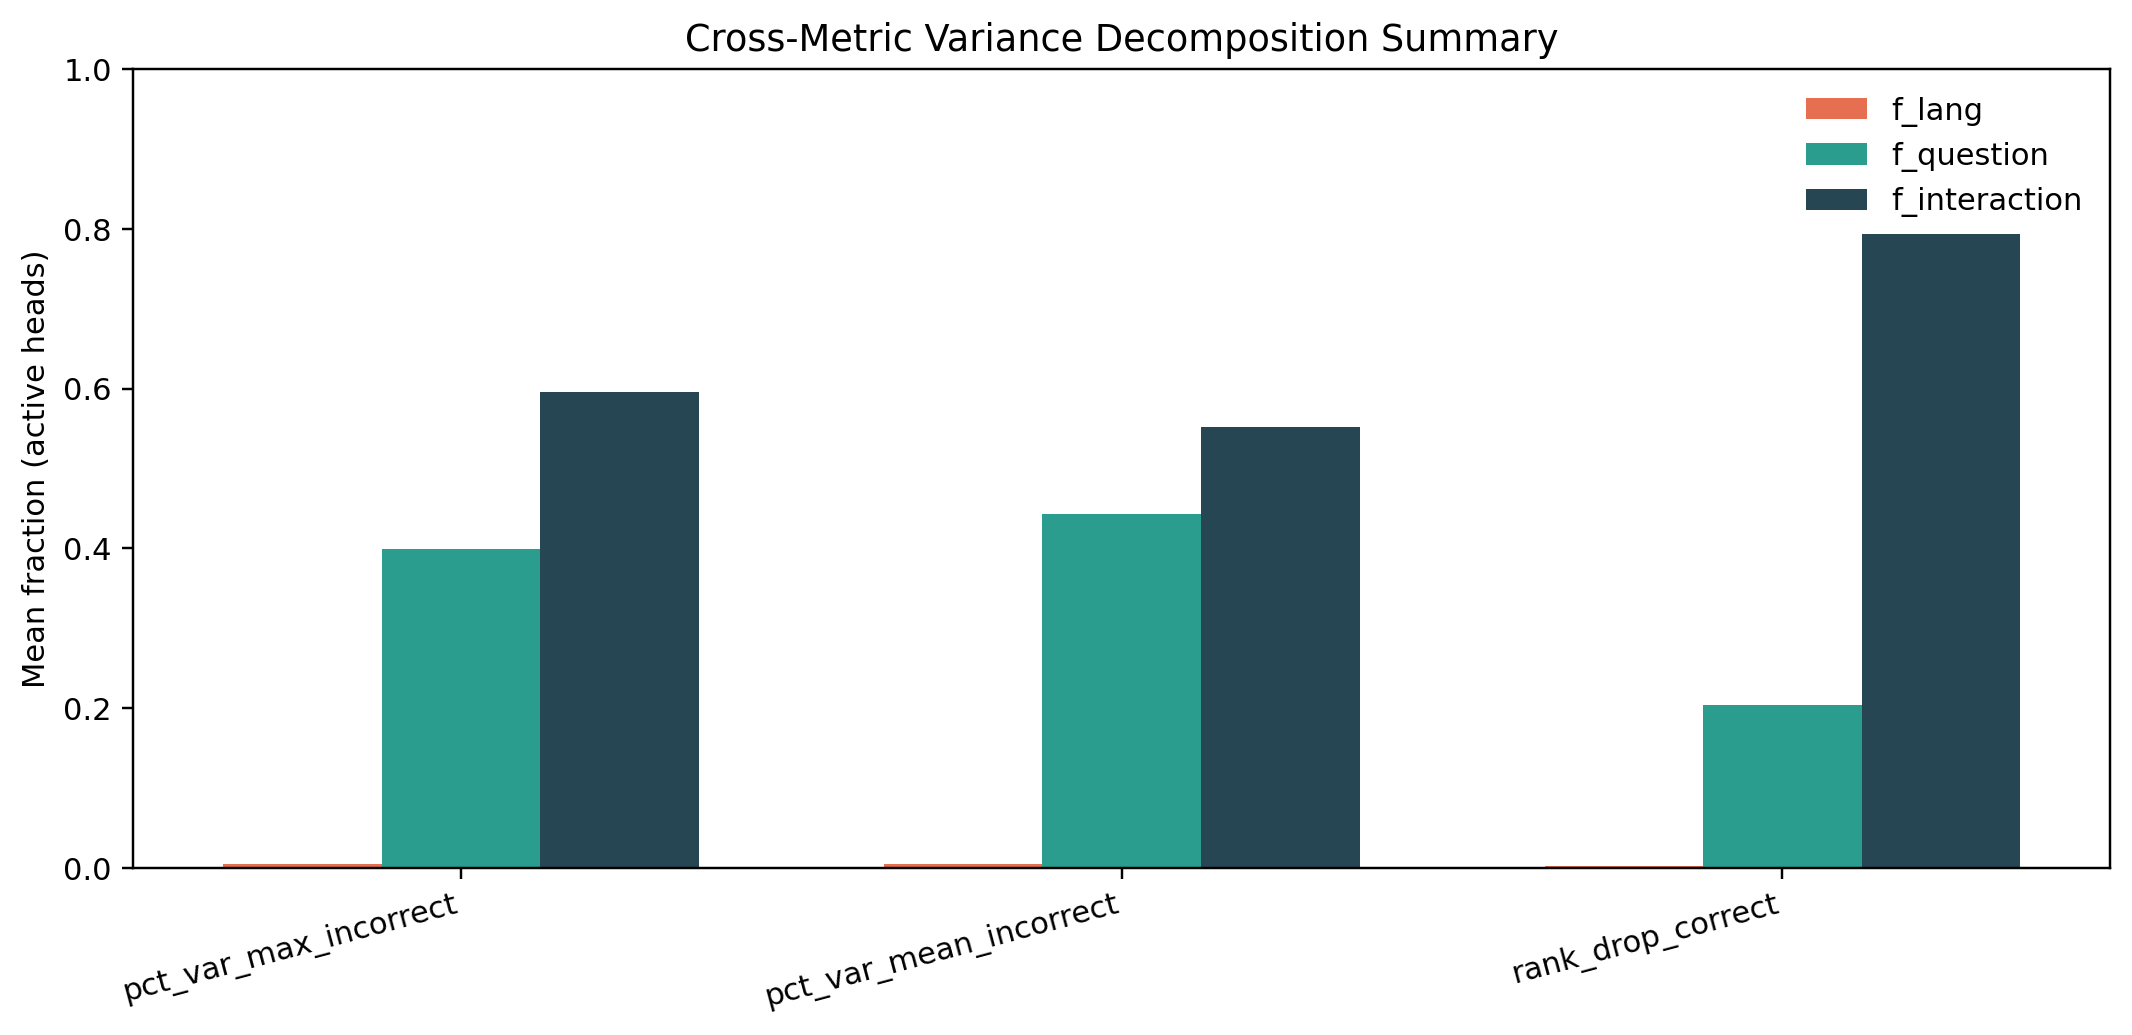 Cross-Metric Variance Decomposition Summary
Mean fraction (active heads)
1.0
0.8
0.6
0.4
0.2
0.0
f_lang
f_question
f_interaction
pct_var_max_incorrect
pct_var_mean_incorrect
rank_drop_correct